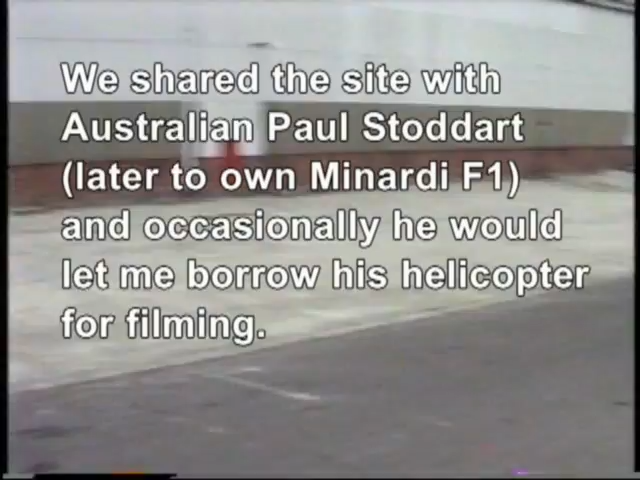 We shared the site with
Australian Paul Stoddart
(later to own Minardi F1)
and occasionally he would
let me borrow his helicopter
for filming.